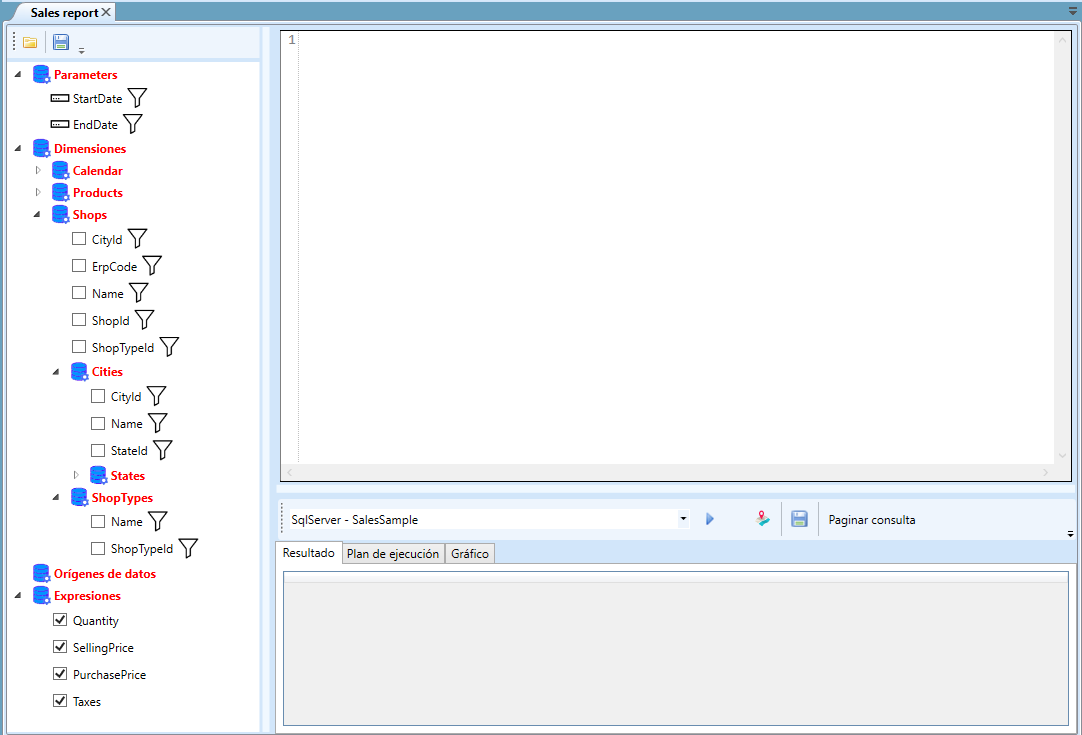 Sales report
1
Parameters
StartDate
EndDate
Dimensiones
Calendar
Products
Shops
CityId
ErpCode
Name
ShopId
ShopTypeId
Cities
CityId
Name
StateId
States
ShopTypes
Name
ShopTypeId
Orígenes de datos
Expresiones
Quantity
SellingPrice
PurchasePrice
Taxes
SqlServer - SalesSample
Paginar consulta
Resultado Plan de ejecución Gráfico